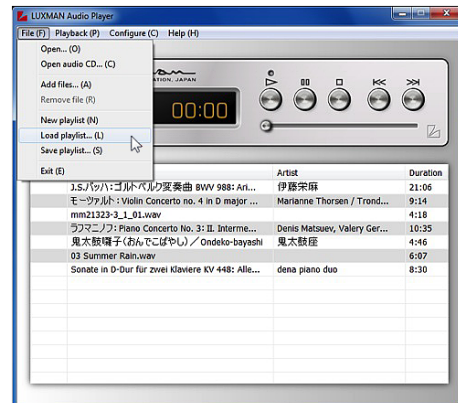 LUXMAN Audio Player
File (F) Playback (P) Configure (C) Help (H)
Open... (O)
Open audio CD... (C)
Add files... (A)
Remove file (R)
New playlist (N)
Load playlist... (L)
Save playlist... (S)
Exit (E)
ATION, JAPAN
00:00
Artist Duration
J.S.バッハ:ゴルトベルク変奏曲 BWV 988: Ari... 伊藤栄麻 21:06
モーツァルト: Violin Concerto no. 4 in D major ... Marianne Thorsen / Trond... 9:14
mm21323-3_1_01.wav 4:18
ラフマニノフ: Piano Concerto No. 3: II. Interme... Denis Matsuev, Valery Ger... 10:35
鬼太鼓囃子(おんでこばやし)/Ondeko-bayashi 鬼太鼓座 4:46
03 Summer Rain.wav 6:07
Sonate in D-Dur für zwei Klaviere KV 448: Alle... dena piano duo 8:30